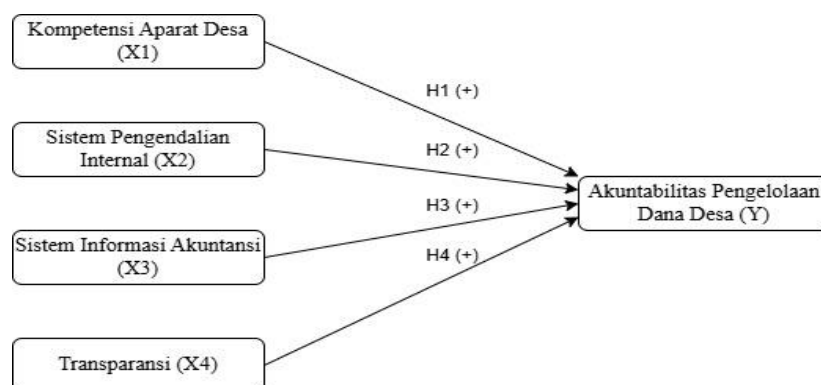 Kompetensi Aparat Desa
(X1)
H1 (+)
Sistem Pengendalian
Internal (X2)
H2 (+)
Akuntabilitas Pengelolaan
Dana Desa (Y)
H3 (+)
Sistem Informasi Akuntansi
(X3)
H4 (+)
Transparansi (X4)